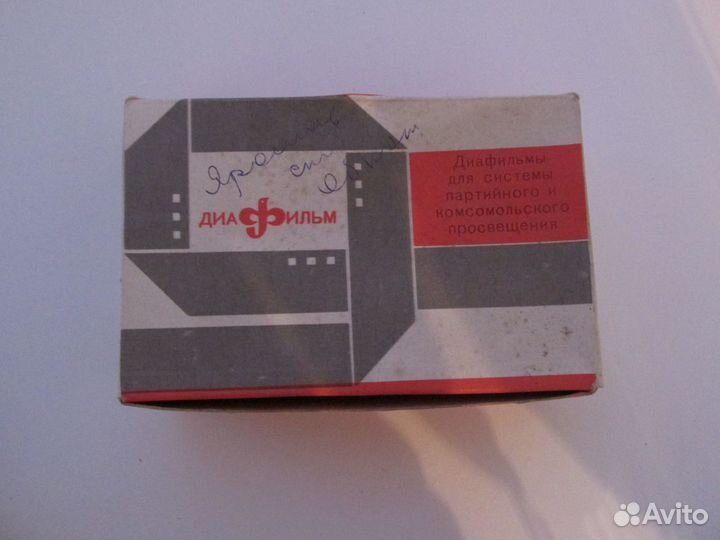 ДИАФИЛЬМ
Диафильмы
для системы
партийного и
комсомольского
просвещения
Avito